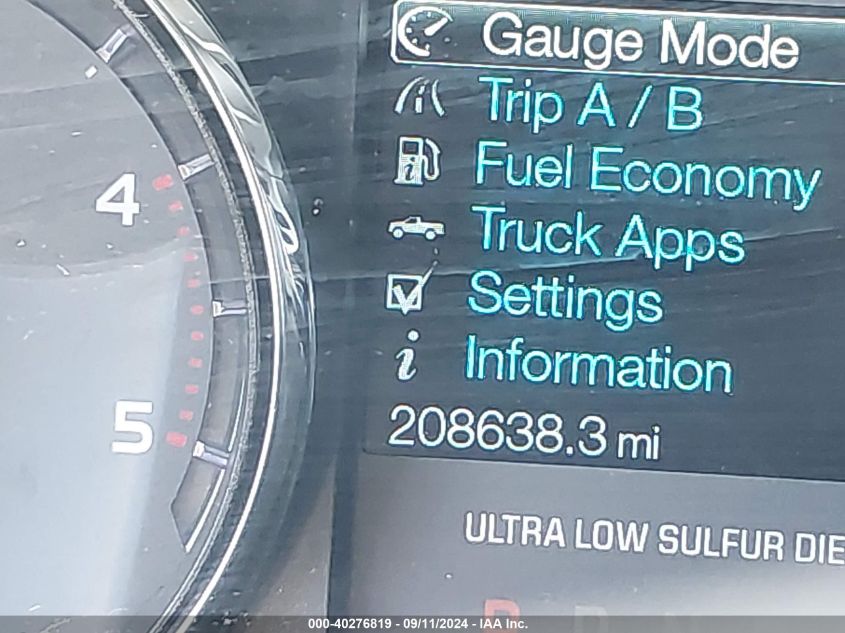 Gauge Mode
Trip A / B
Fuel Economy
Truck Apps
Settings
i Information
208638.3 mi
4
5
ULTRA LOW SULFUR DIE
P R N
000-40276819 - 09/11/2024 - IAA Inc.